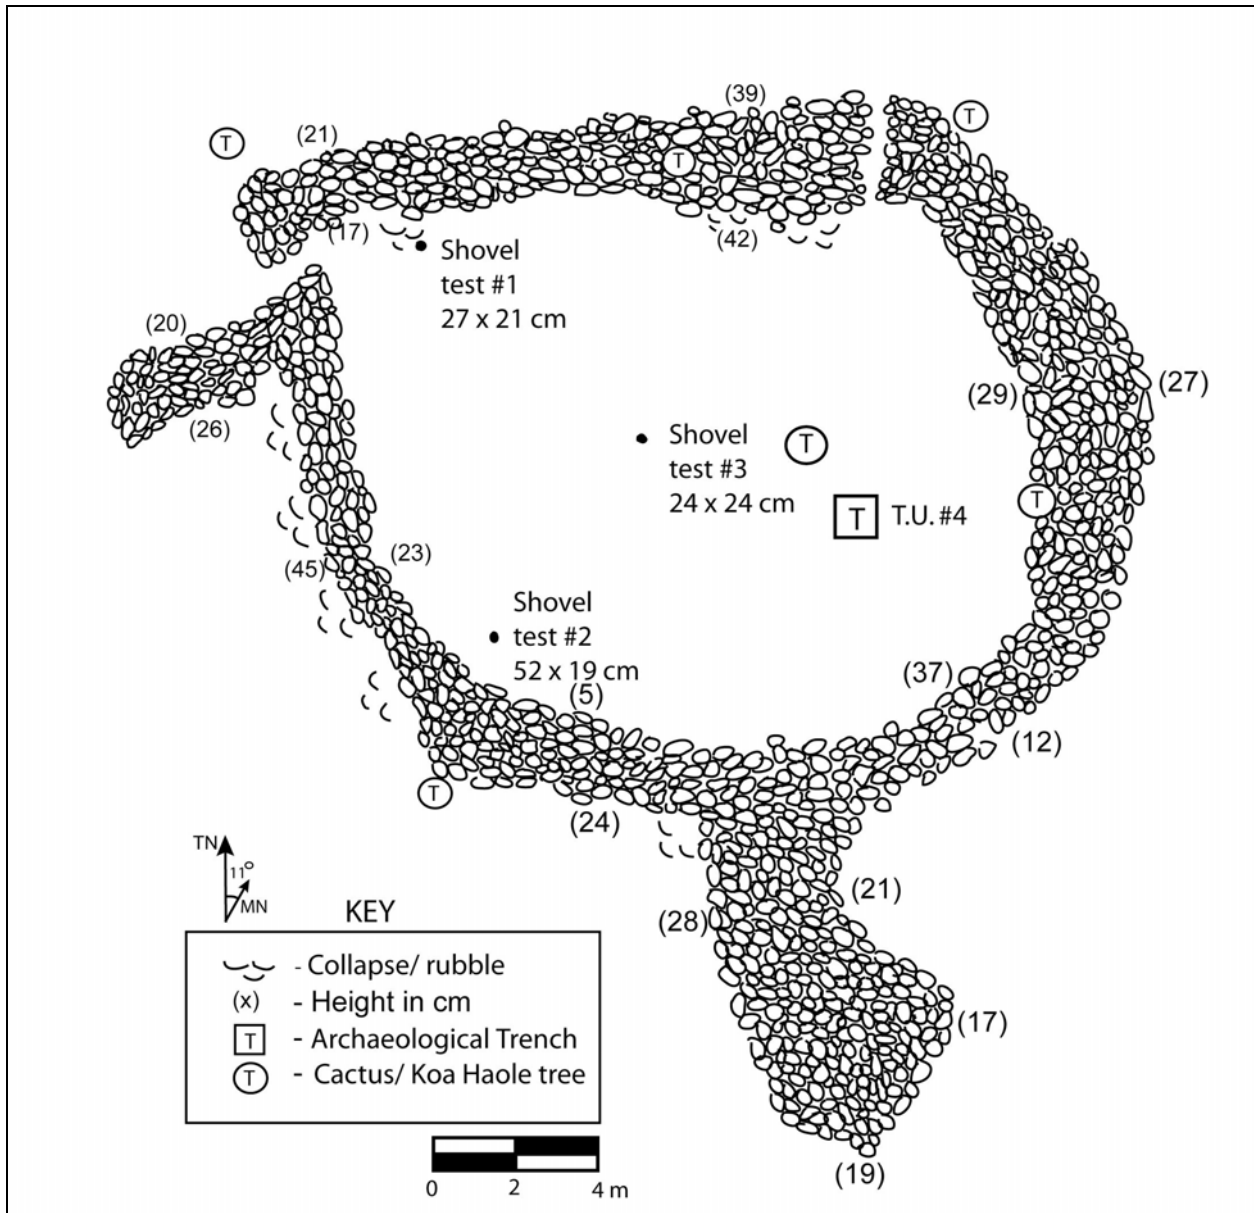 (39)
T
(21)
T
T
(17)
(42)
Shovel
test #1
27 x 21 cm
(20)
(26)
(29)
(27)
Shovel
test #3
24 x 24 cm
T
T
T T.U. #4
(45)
(23)
Shovel
test #2
52 x 19 cm
(5)
(37)
(12)
T
(24)
(21)
(28)
(17)
(19)
TN
11°
MN
KEY
- Collapse/ rubble
(x) - Height in cm
T - Archaeological Trench
T - Cactus/ Koa Haole tree
0 2 4 m